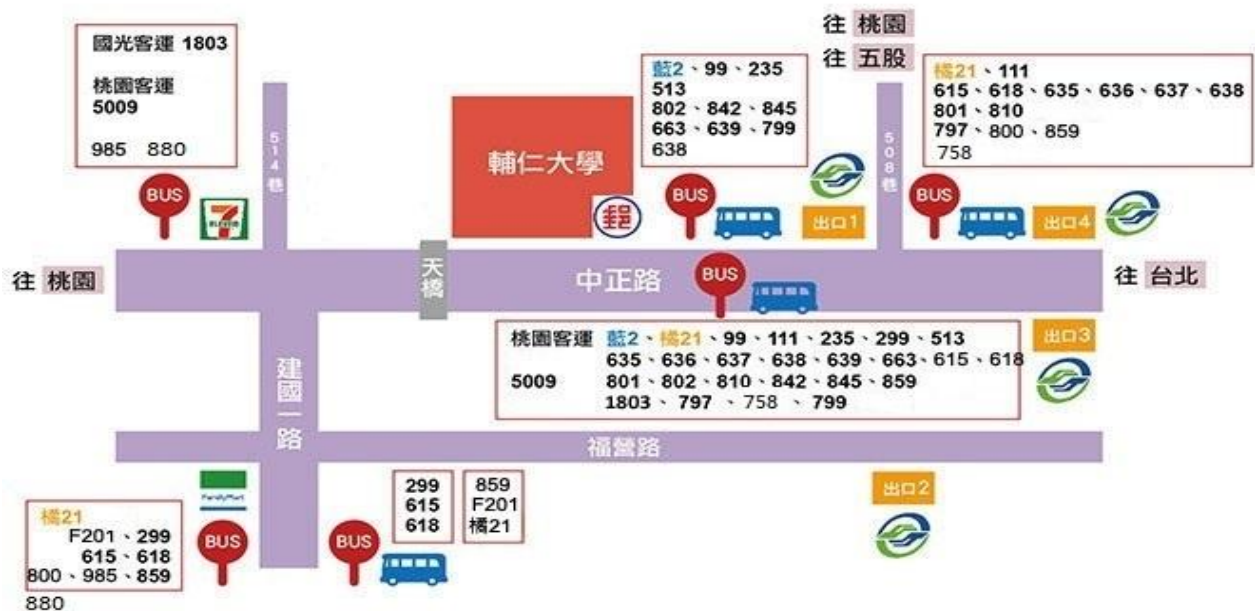 國光客運 1803
桃園客運
5009
985 880
BUS
7
ELEVEN
514巷
輔仁大學
郵
藍2、99、235
513
802、842、845
663、639、799
638
BUS
出口1
往 桃園
往 五股
508巷
橘21、111
615、618、635、636、637、638
801、810
797、800、859
758
BUS
出口4
往 桃園
天橋
中正路
BUS
往 台北
桃園客運 藍2、橘21、99、111、235、299、513
635、636、637、638、639、663、615、618
5009 801、802、810、842、845、859
1803、797、758、799
出口3
建國一路
福營路
FamilyMart
橘21
F201、299
615、618
800、985、859
880
BUS
BUS
299
615
618
859
F201
橘21
出口2